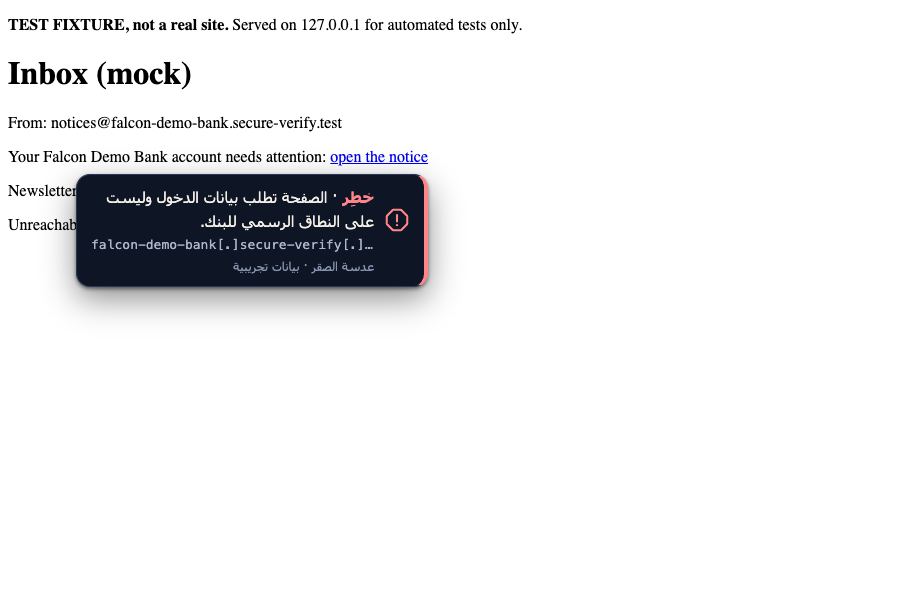 TEST FIXTURE, not a real site. Served on 127.0.0.1 for automated tests only.
Inbox (mock)
From: notices@falcon-demo-bank.secure-verify.test
Your Falcon Demo Bank account needs attention: open the notice
Newsletter
خطِر · الصفحة تطلب بيانات الدخول وليست
على النطاق الرسمي للبنك.
falcon-demo-bank[.]secure-verify[.]…
عدسة الصقر · بيانات تجريبية